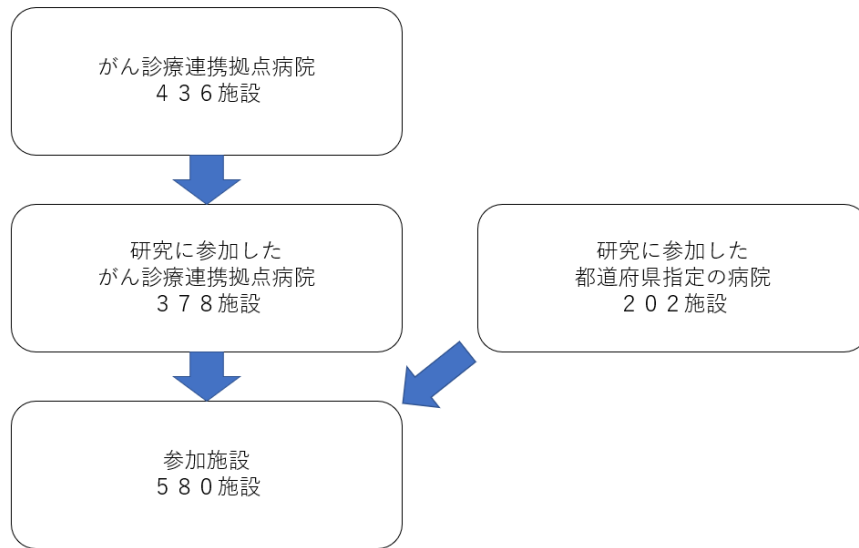 がん診療連携拠点病院
４３６施設
研究に参加した
がん診療連携拠点病院
３７８施設
研究に参加した
都道府県指定の病院
２０２施設
参加施設
５８０施設